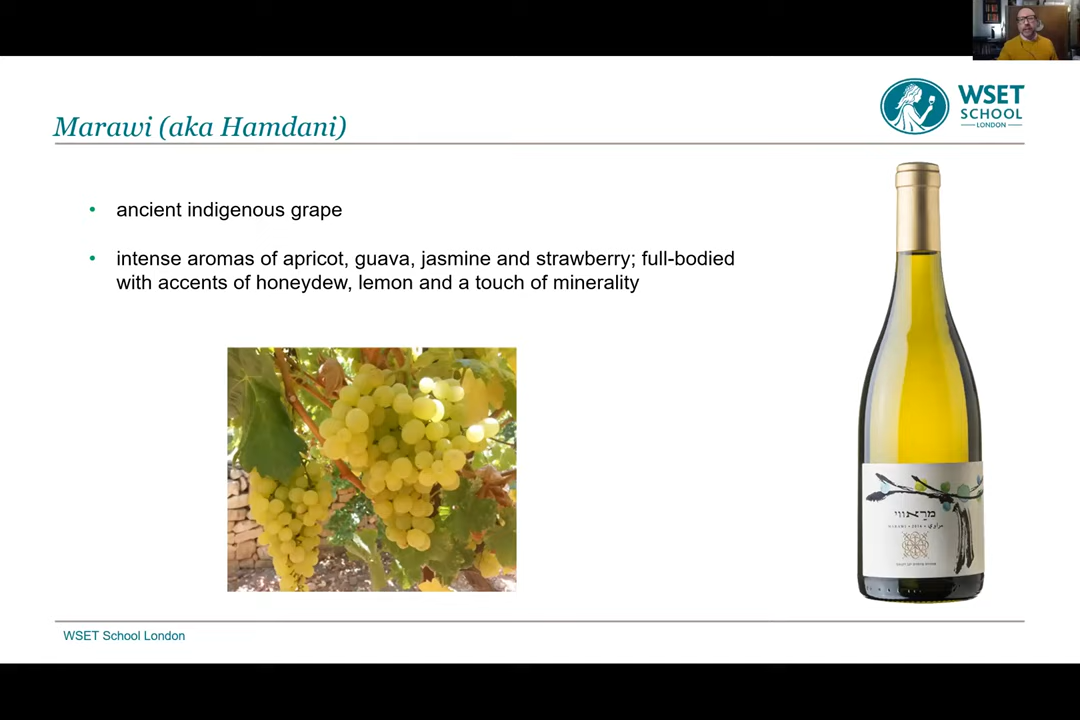 Marawi (aka Hamdani)
WSET
SCHOOL
LONDON
• ancient indigenous grape
• intense aromas of apricot, guava, jasmine and strawberry; full-bodied
with accents of honeydew, lemon and a touch of minerality
מראווי
WSET School London